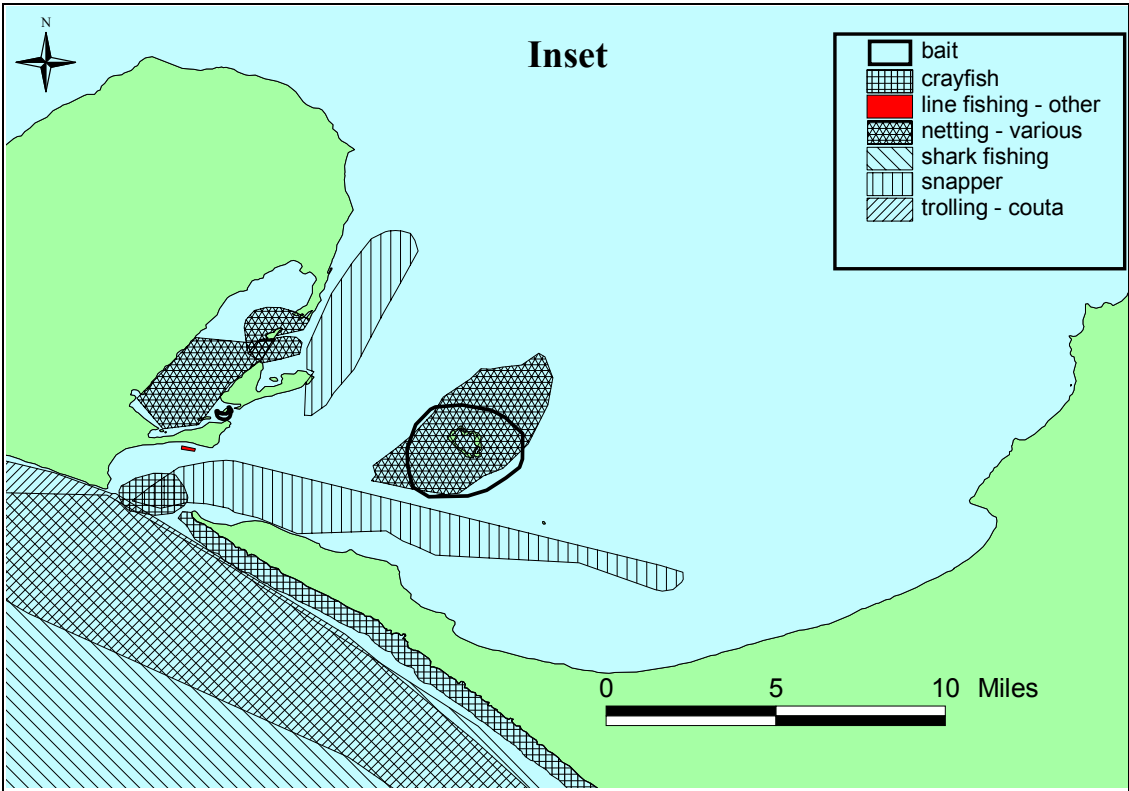 N
Inset
bait
crayfish
line fishing - other
netting - various
shark fishing
snapper
trolling - couta
0 5 10 Miles